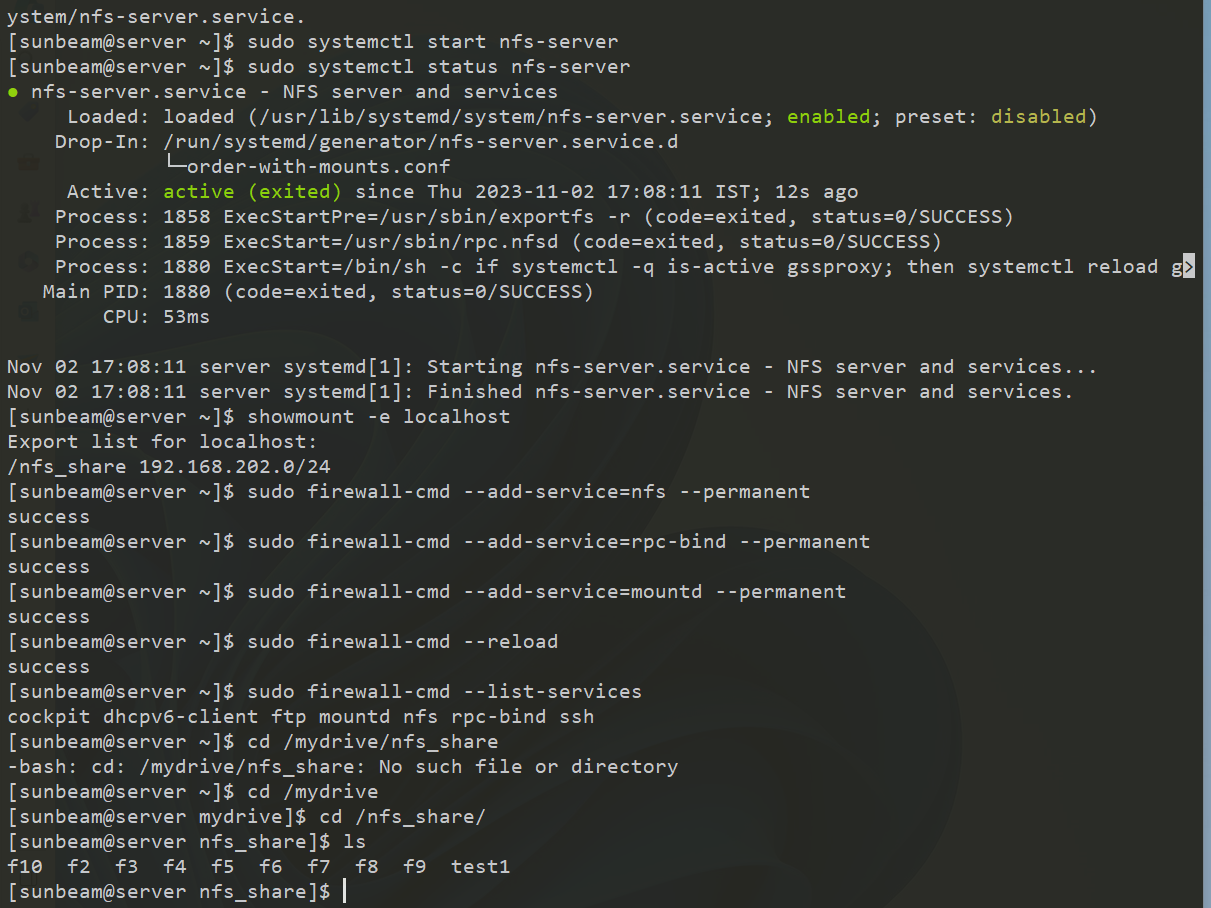 ystem/nfs-server.service.
[sunbeam@server ~]$ sudo systemctl start nfs-server
[sunbeam@server ~]$ sudo systemctl status nfs-server
● nfs-server.service - NFS server and services
     Loaded: loaded (/usr/lib/systemd/system/nfs-server.service; enabled; preset: disabled)
    Drop-In: /run/systemd/generator/nfs-server.service.d
             └─order-with-mounts.conf
     Active: active (exited) since Thu 2023-11-02 17:08:11 IST; 12s ago
    Process: 1858 ExecStartPre=/usr/sbin/exportfs -r (code=exited, status=0/SUCCESS)
    Process: 1859 ExecStart=/usr/sbin/rpc.nfsd (code=exited, status=0/SUCCESS)
    Process: 1880 ExecStart=/bin/sh -c if systemctl -q is-active gssproxy; then systemctl reload g>
   Main PID: 1880 (code=exited, status=0/SUCCESS)
        CPU: 53ms

Nov 02 17:08:11 server systemd[1]: Starting nfs-server.service - NFS server and services...
Nov 02 17:08:11 server systemd[1]: Finished nfs-server.service - NFS server and services.
[sunbeam@server ~]$ showmount -e localhost
Export list for localhost:
/nfs_share 192.168.202.0/24
[sunbeam@server ~]$ sudo firewall-cmd --add-service=nfs --permanent
success
[sunbeam@server ~]$ sudo firewall-cmd --add-service=rpc-bind --permanent
success
[sunbeam@server ~]$ sudo firewall-cmd --add-service=mountd --permanent
success
[sunbeam@server ~]$ sudo firewall-cmd --reload
success
[sunbeam@server ~]$ sudo firewall-cmd --list-services
cockpit dhcpv6-client ftp mountd nfs rpc-bind ssh
[sunbeam@server ~]$ cd /mydrive/nfs_share
-bash: cd: /mydrive/nfs_share: No such file or directory
[sunbeam@server ~]$ cd /mydrive
[sunbeam@server mydrive]$ cd /nfs_share/
[sunbeam@server nfs_share]$ ls
f10  f2  f3  f4  f5  f6  f7  f8  f9  test1
[sunbeam@server nfs_share]$